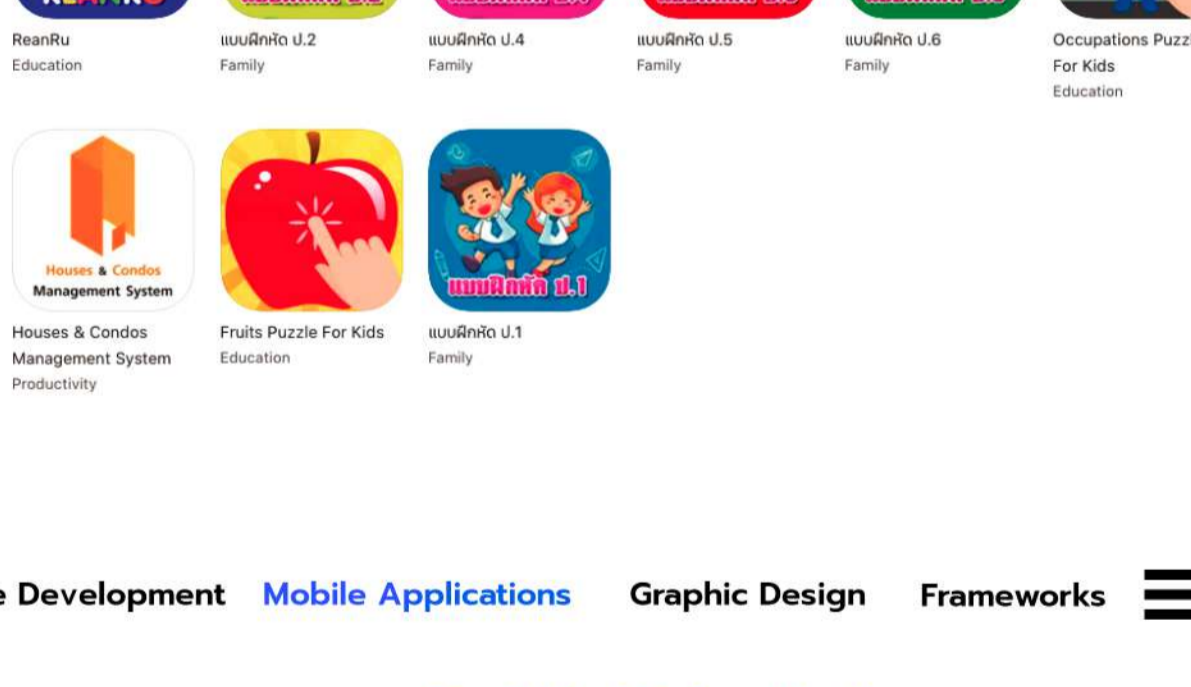 ReanRu
แบบฝึกหัด ป.2
แบบฝึกหัด ป.4
แบบฝึกหัด ป.5
แบบฝึกหัด ป.6
Occupations Puzzl
Education
Family
Family
Family
Family
For Kids
Education
Houses & Condos
Management System
แบบฝึกหัด ป.1
Houses & Condos
Fruits Puzzle For Kids
แบบฝึกหัด ป.1
Management System
Education
Family
Productivity
e Development
Mobile Applications
Graphic Design
Frameworks